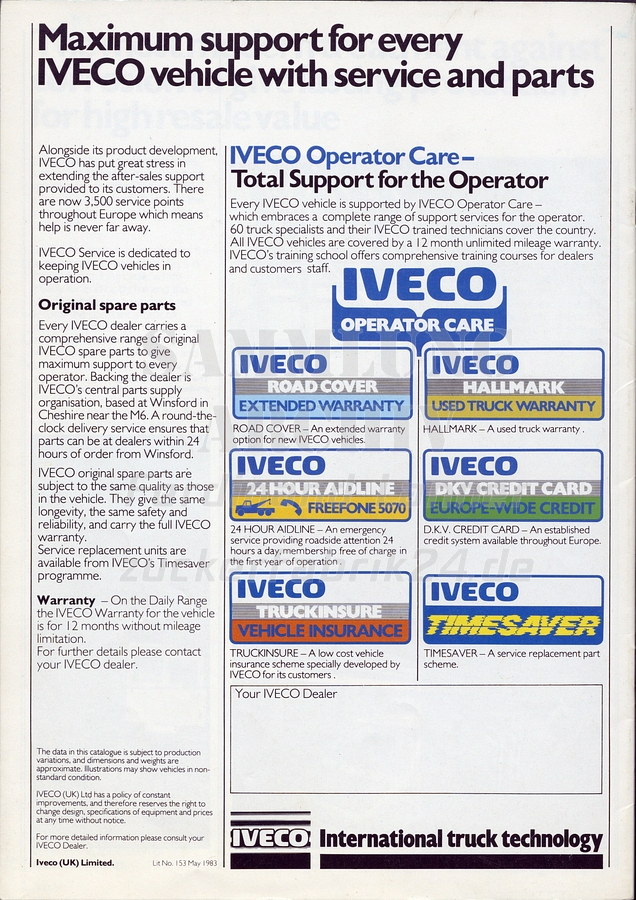 Maximum support for every
IVECO vehicle with service and parts
Alongside its product development,
IVECO has put great stress in
extending the after-sales support
provided to its customers. There
are now 3,500 service points
throughout Europe which means
help is never far away.
IVECO Service is dedicated to
keeping IVECO vehicles in
operation.
Original spare parts
Every IVECO dealer carries a
comprehensive range of original
IVECO spare parts to give
maximum support to every
operator. Backing the dealer is
IVECO's central parts supply
organisation, based at Winsford in
Cheshire near the M6. A round-the-
clock delivery service ensures that
parts can be at dealers within 24
hours of order from Winsford.
IVECO original spare parts are
subject to the same quality as those
in the vehicle. They give the same
longevity, the same safety and
reliability, and carry the full IVECO
warranty.
Service replacement units are
available from IVECO's Timesaver
programme.
Warranty – On the Daily Range
the IVECO Warranty for the vehicle
is for 12 months without mileage
limitation.
For further details please contact
your IVECO dealer.
The data in this catalogue is subject to production
variations, and dimensions and weights are
approximate. Illustrations may show vehicles in non-
standard condition.
IVECO (UK) Ltd has a policy of constant
improvements, and therefore reserves the right to
change design, specifications of equipment and prices
at any time without notice.
For more detailed information please consult your
IVECO Dealer.
Iveco (UK) Limited. Lit No. 153 May 1983
IVECO Operator Care –
Total Support for the Operator
Every IVECO vehicle is supported by IVECO Operator Care –
which embraces a complete range of support services for the operator.
60 truck specialists and their IVECO trained technicians cover the country.
All IVECO vehicles are covered by a 12 month unlimited mileage warranty.
IVECO's training school offers comprehensive training courses for dealers
and customers staff.
IVECO
OPERATOR CARE
IVECO
ROAD COVER
EXTENDED WARRANTY
ROAD COVER – An extended warranty
option for new IVECO vehicles.
IVECO
HALLMARK
USED TRUCK WARRANTY
HALLMARK – A used truck warranty .
IVECO
24 HOUR AIDLINE
FREEFONE 5070
24 HOUR AIDLINE – An emergency
service providing roadside attention 24
hours a day, membership free of charge in
the first year of operation .
IVECO
DKV CREDIT CARD
EUROPE-WIDE CREDIT
D.K.V. CREDIT CARD – An established
credit system available throughout Europe.
IVECO
TRUCKINSURE
VEHICLE INSURANCE
TRUCKINSURE – A low cost vehicle
insurance scheme specially developed by
IVECO for its customers .
IVECO
TIMESAVER
TIMESAVER – A service replacement part
scheme.
Your IVECO Dealer
IVECO International truck technology